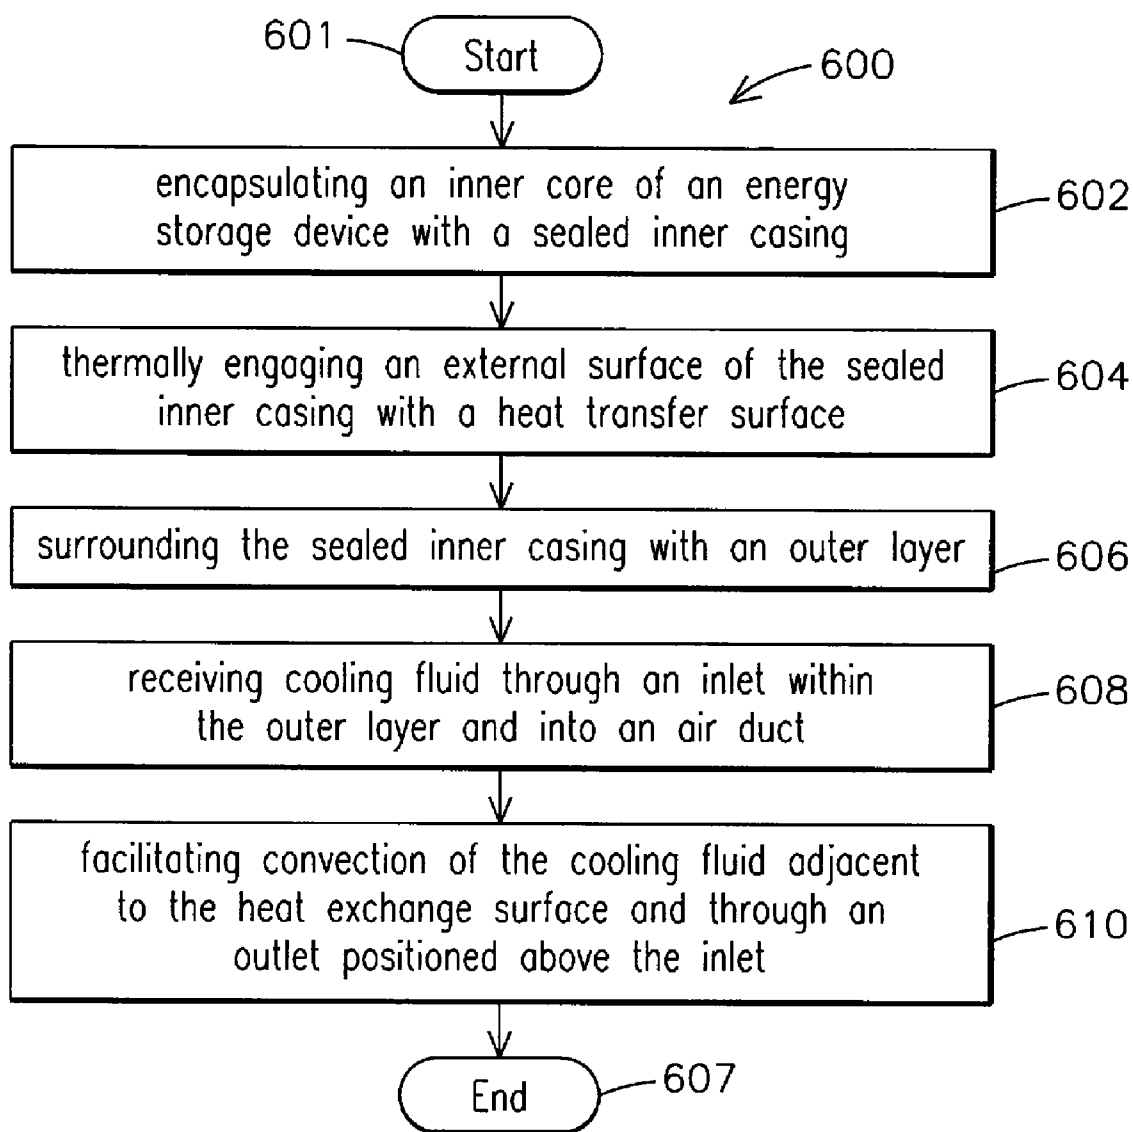 601
Start
600
encapsulating an inner core of an energy
storage device with a sealed inner casing
602
thermally engaging an external surface of the sealed
inner casing with a heat transfer surface
604
surrounding the sealed inner casing with an outer layer
606
receiving cooling fluid through an inlet within
the outer layer and into an air duct
608
facilitating convection of the cooling fluid adjacent
to the heat exchange surface and through an
outlet positioned above the inlet
610
End
607